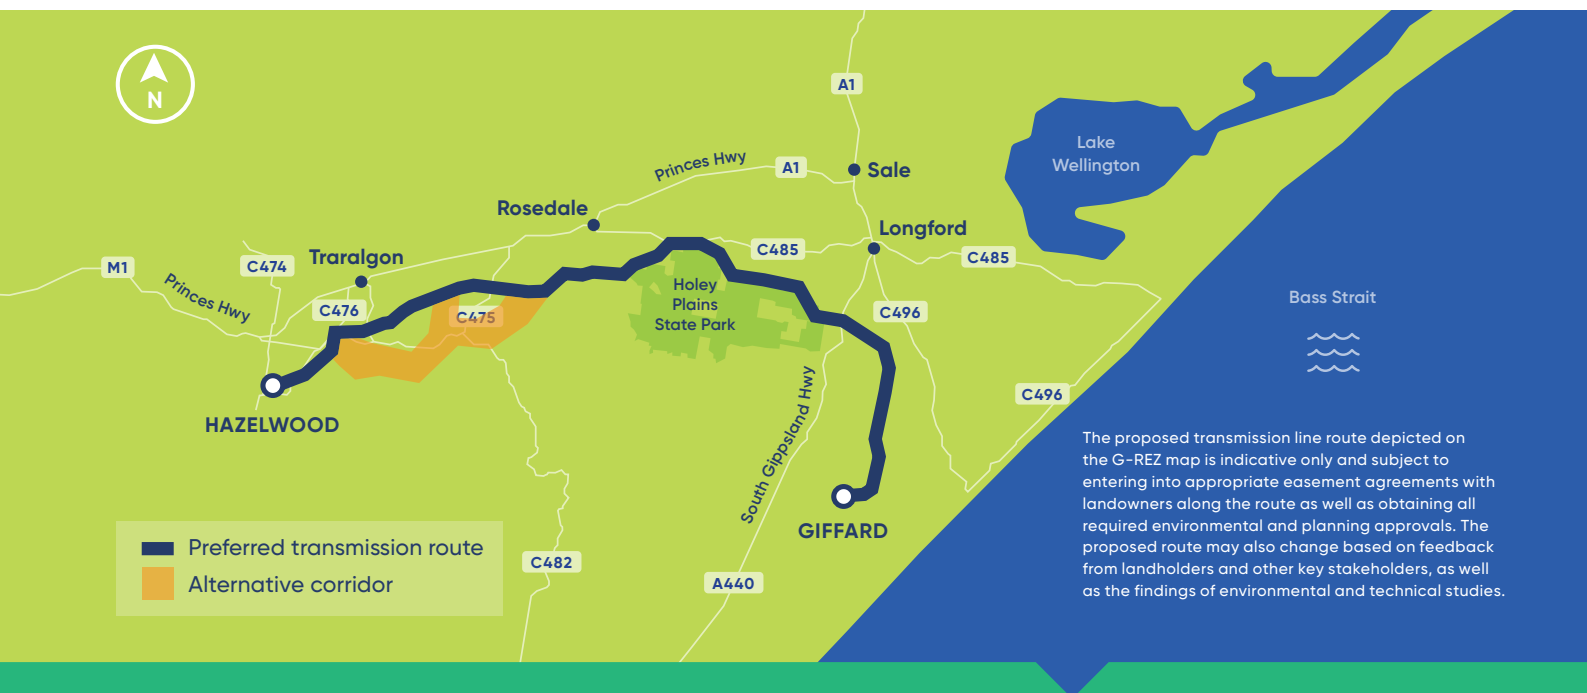 N
A1
Princes Hwy
A1
Sale
Lake
Wellington
Rosedale
Longford
Traralgon
M1
C474
C485
C485
Princes Hwy
C476
C475
Holey
Plains
State Park
C496
Bass Strait
HAZELWOOD
South Gippsland Hwy
C496
GIFFARD
The proposed transmission line route depicted on
the G-REZ map is indicative only and subject to
entering into appropriate easement agreements with
landowners along the route as well as obtaining all
required environmental and planning approvals. The
proposed route may also change based on feedback
from landholders and other key stakeholders, as well
as the findings of environmental and technical studies.
Preferred transmission route
Alternative corridor
C482
A440